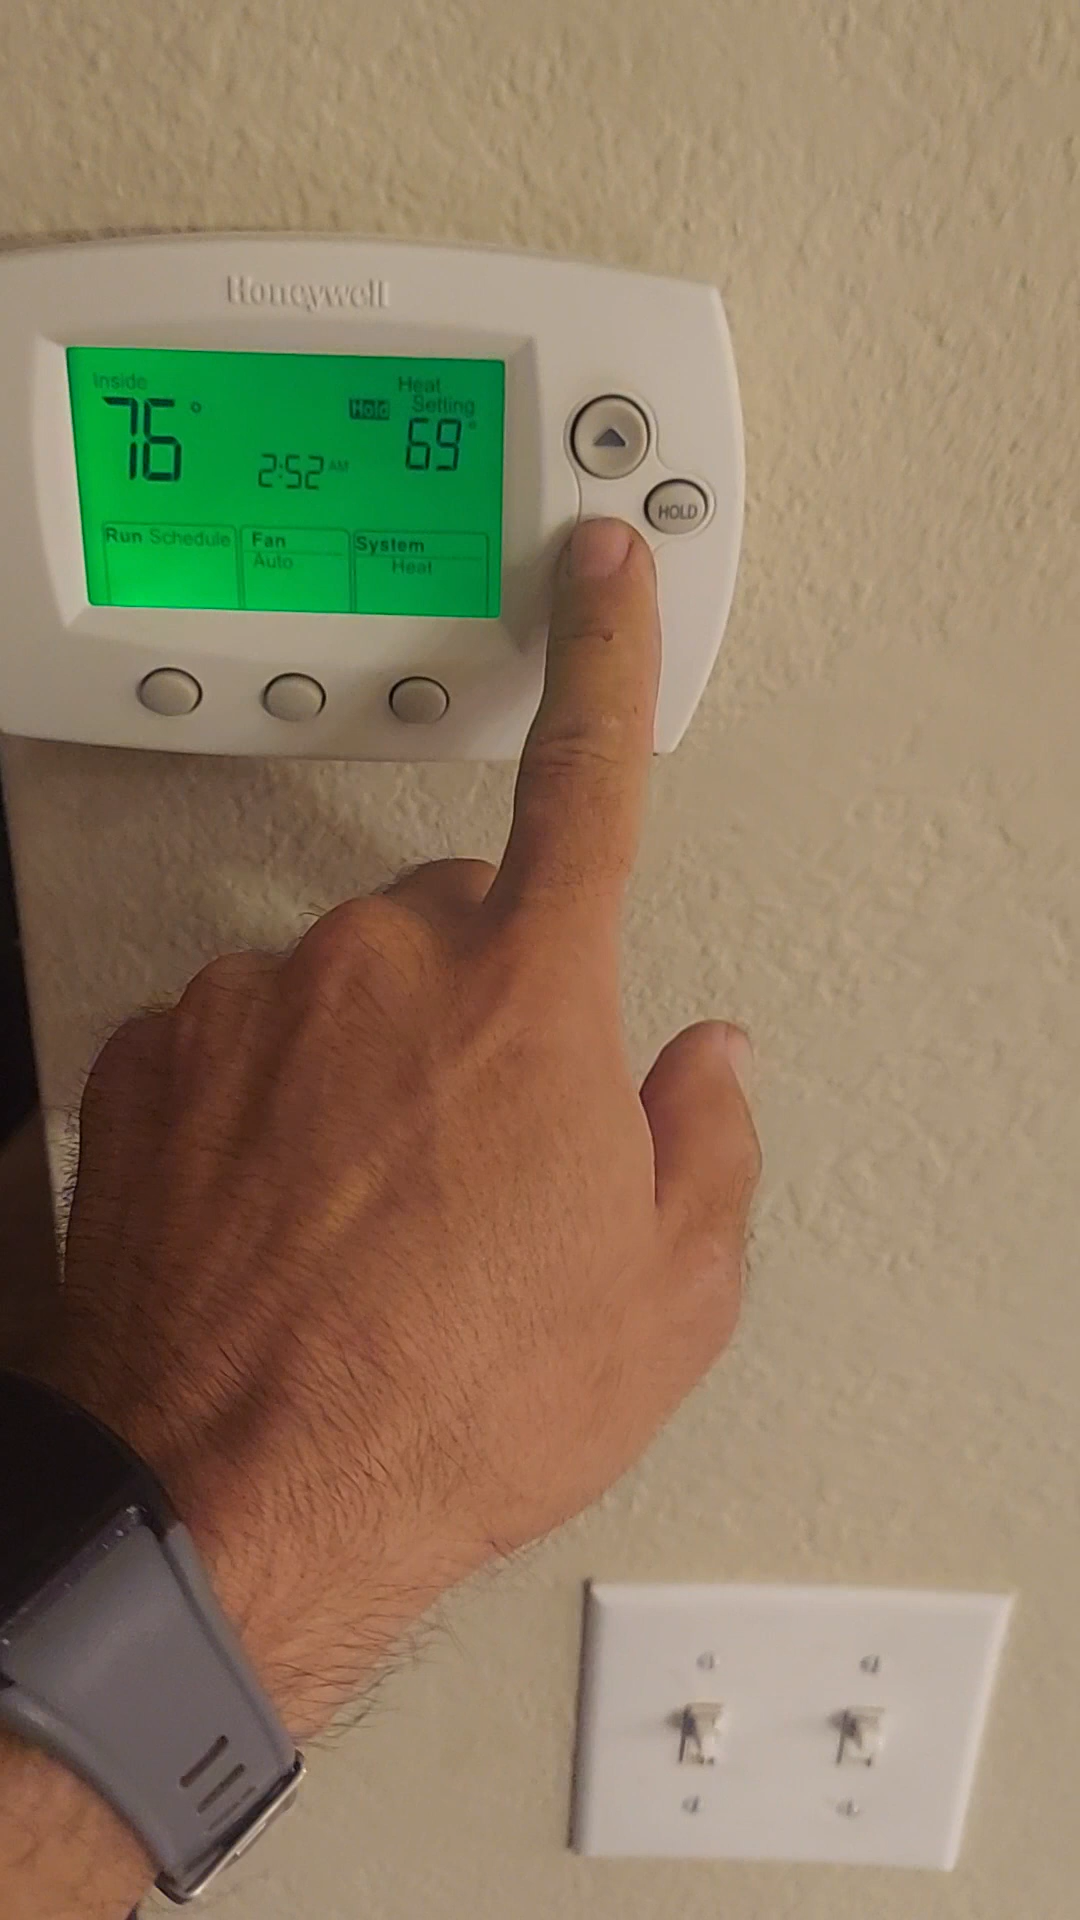 Honeywell
Inside
76°
Hold
Heat
Setting
69°
2:52 AM
HOLD
Run Schedule
Fan
Auto
System
Heat